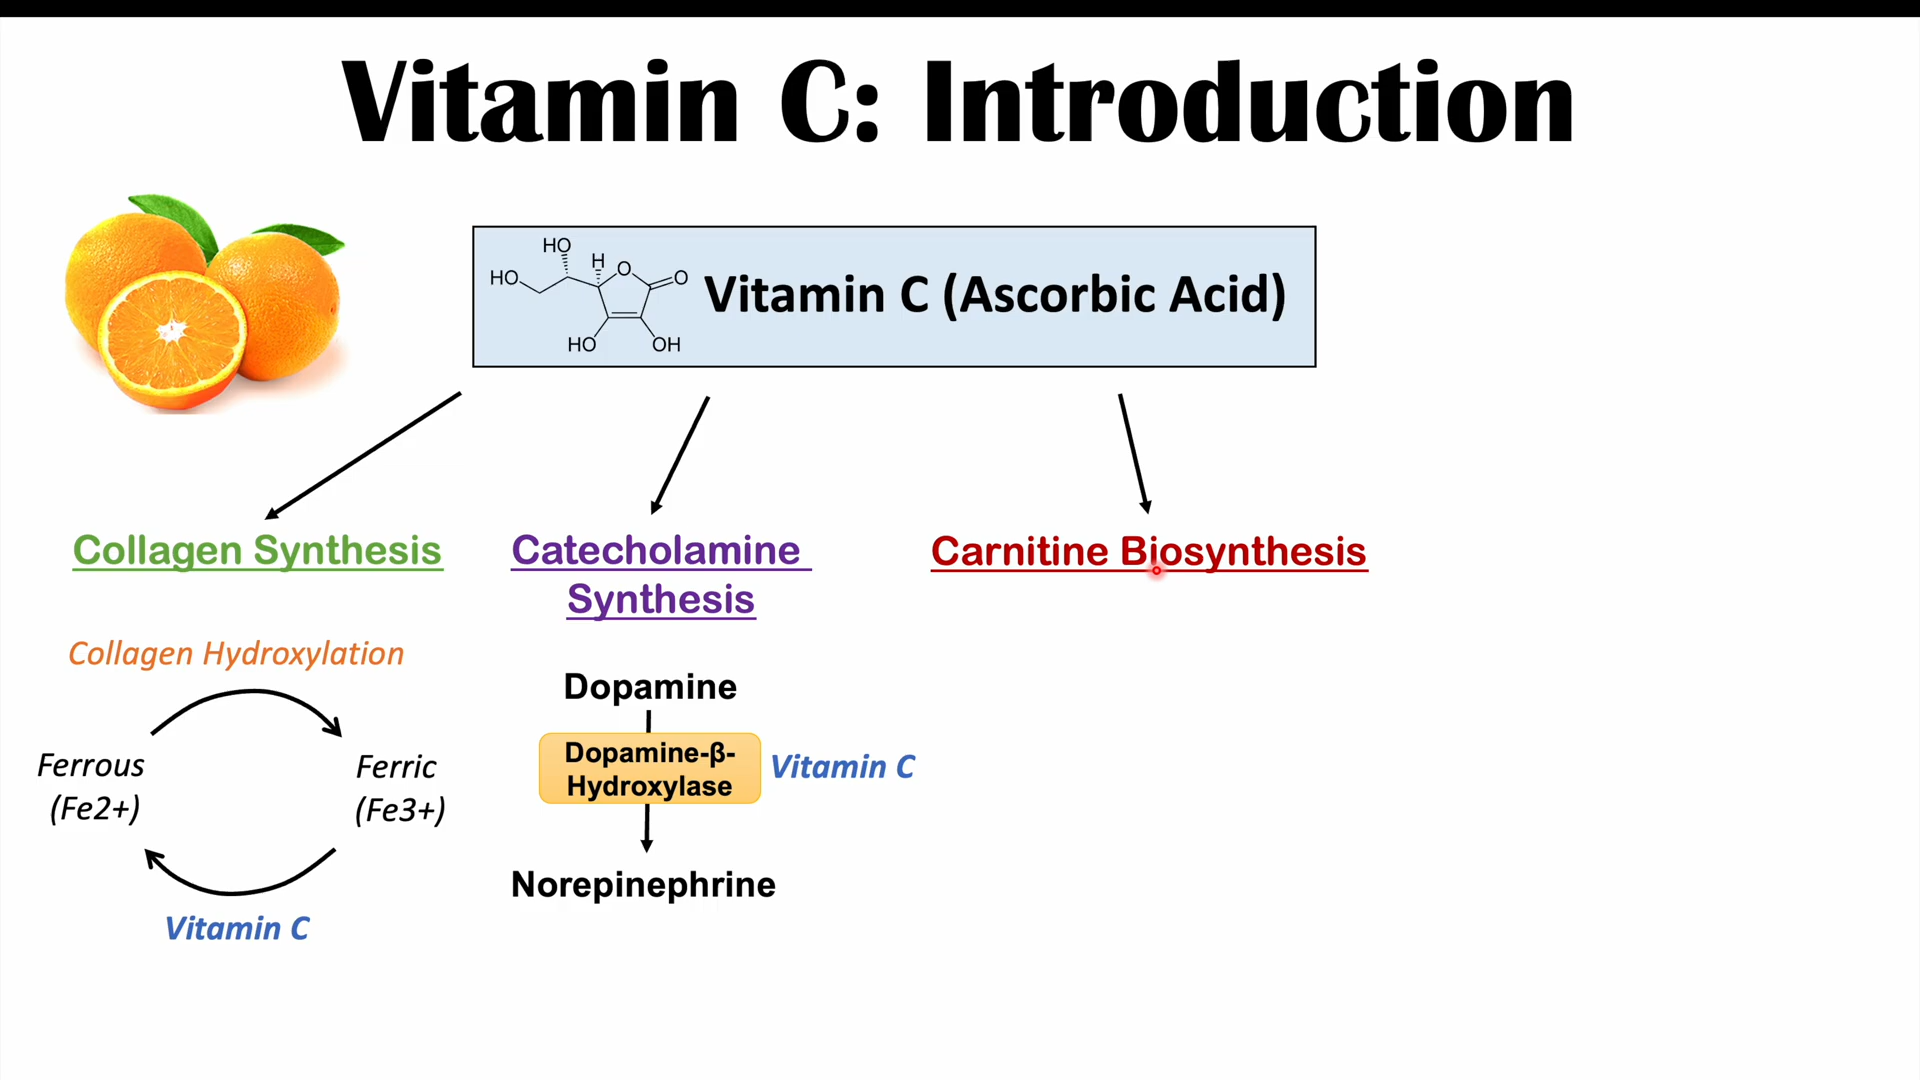 Vitamin C: Introduction
HO
HO
H
O
O
HO
OH
Vitamin C (Ascorbic Acid)
Collagen Synthesis
Catecholamine
Synthesis
Carnitine Biosynthesis
Collagen Hydroxylation
Ferrous
(Fe2+)
Ferric
(Fe3+)
Vitamin C
Dopamine
Dopamine-β-
Hydroxylase
Vitamin C
Norepinephrine